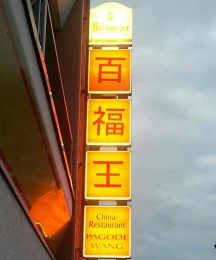 Bitburger
百
福
王
China-
Restaurant
PAGODE
WANG